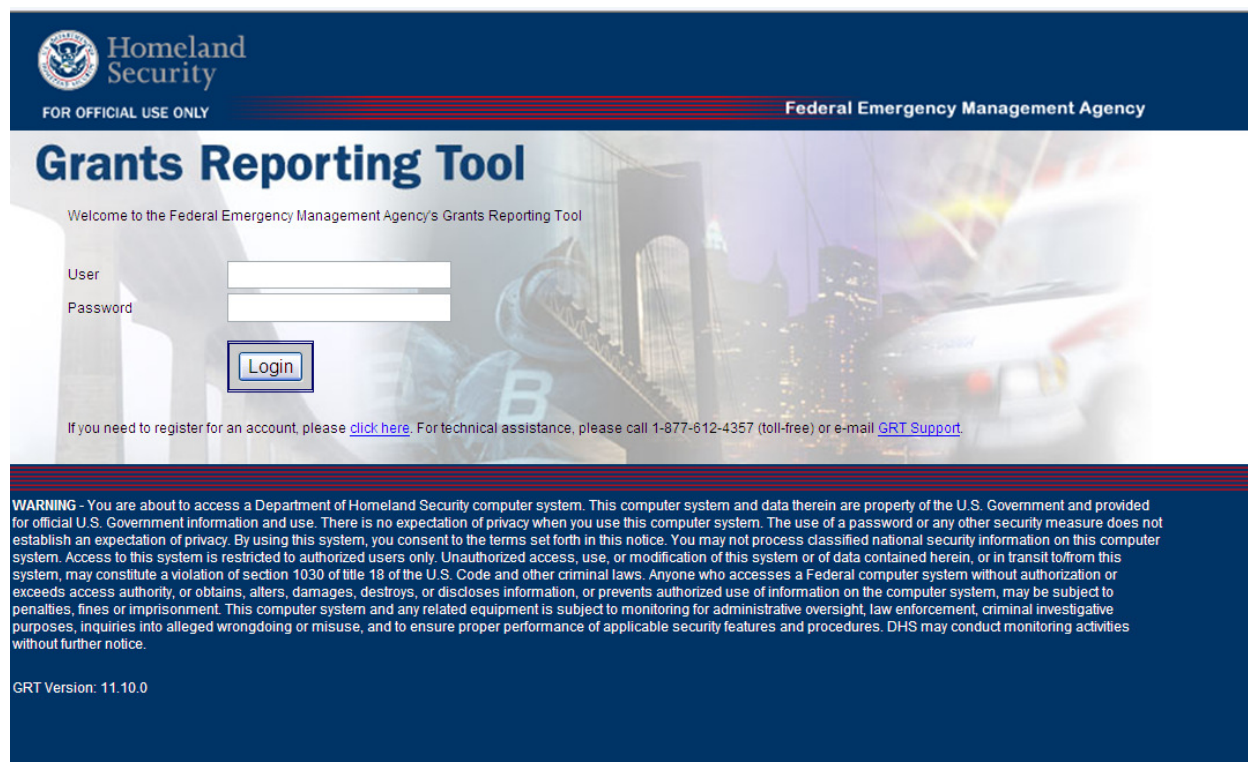 Homeland
Security
FOR OFFICIAL USE ONLY
Federal Emergency Management Agency
Grants Reporting Tool
Welcome to the Federal Emergency Management Agency's Grants Reporting Tool
User
Password
Login
If you need to register for an account, please click here. For technical assistance, please call 1-877-612-4357 (toll-free) or e-mail GRT Support.
B
B
WARNING - You are about to access a Department of Homeland Security computer system. This computer system and data therein are property of the U.S. Government and provided
for official U.S. Government information and use. There is no expectation of privacy when you use this computer system. The use of a password or any other security measure does not
establish an expectation of privacy. By using this system, you consent to the terms set forth in this notice. You may not process classified national security information on this computer
system. Access to this system is restricted to authorized users only. Unauthorized access, use, or modification of this system or of data contained herein, or in transit to/from this
system, may constitute a violation of section 1030 of title 18 of the U.S. Code and other criminal laws. Anyone who accesses a Federal computer system without authorization or
exceeds access authority, or obtains, alters, damages, destroys, or discloses information, or prevents authorized use of information on the computer system, may be subject to
penalties, fines or imprisonment. This computer system and any related equipment is subject to monitoring for administrative oversight, law enforcement, criminal investigative
purposes, inquiries into alleged wrongdoing or misuse, and to ensure proper performance of applicable security features and procedures. DHS may conduct monitoring activities
without further notice.
GRT Version: 11.10.0